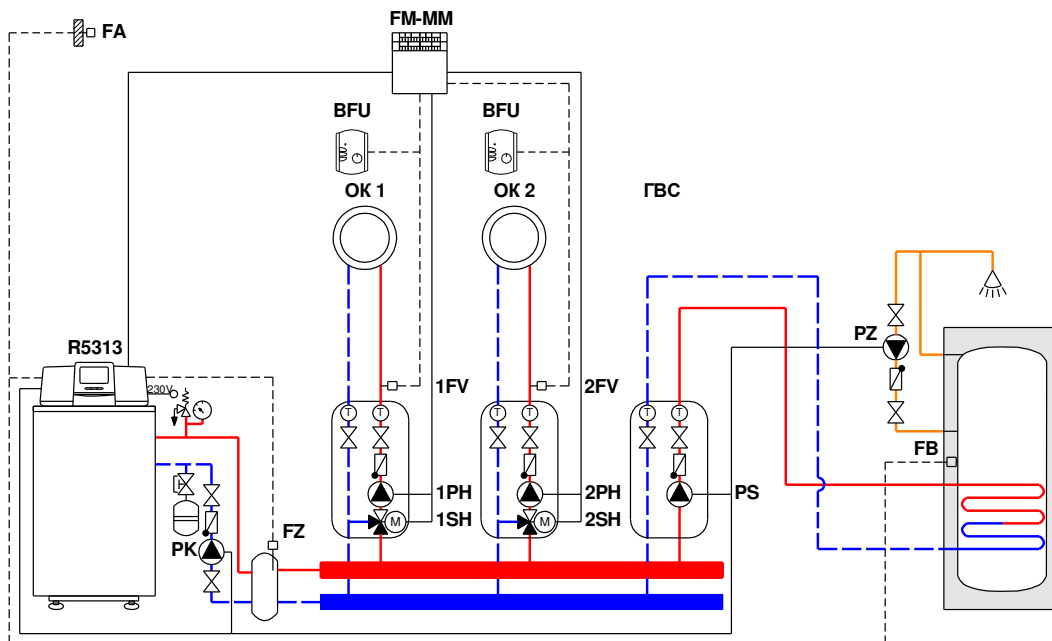 FM-MM
FA
BFU BFU
ОК 1 ОК 2 ГВС
PZ
R5313
230V
1FV 2FV
T T T T T T
FB
1PH 2PH PS
1SH M 2SH M
PK FZ